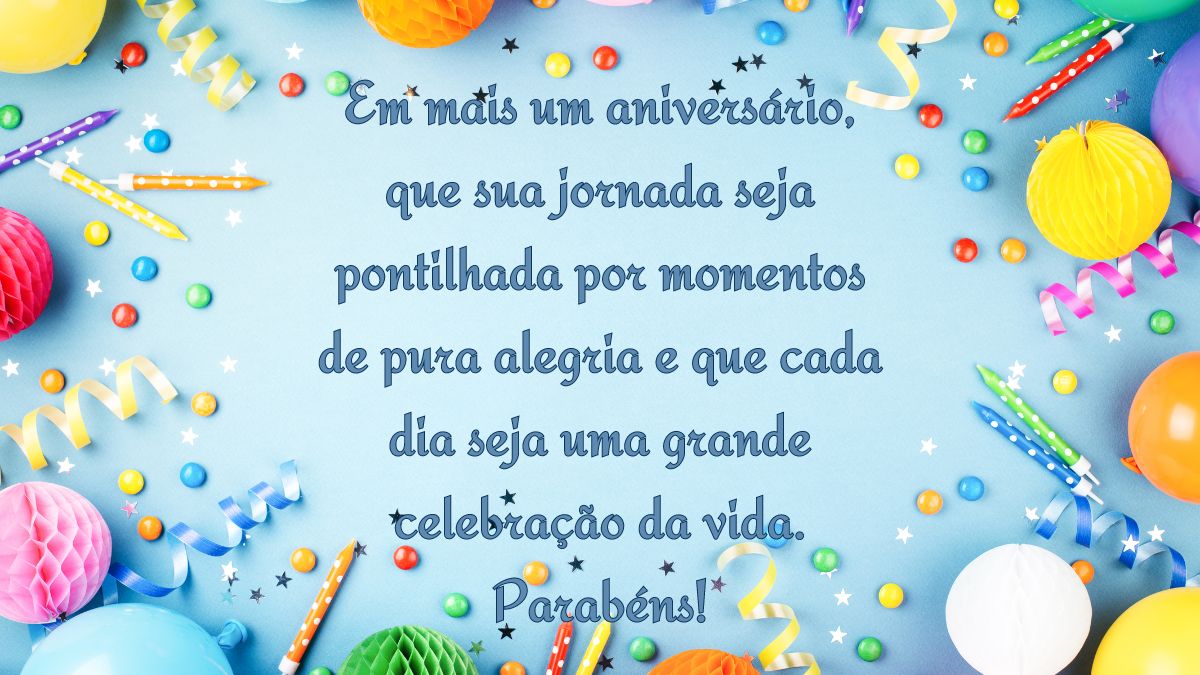 Em mais um aniversário,
que sua jornada seja
pontilhada por momentos
de pura alegria e que cada
dia seja uma grande
celebração da vida.
Parabéns!